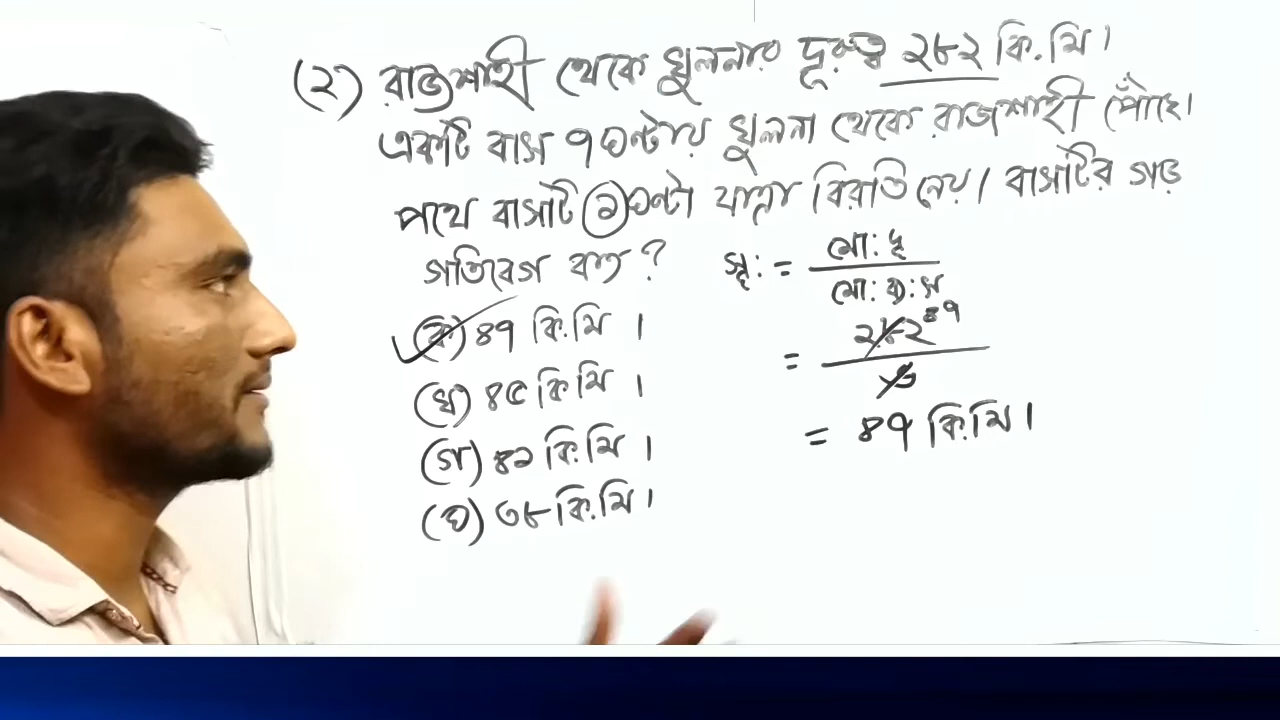 (২) রাজশাহী থেকে খুলনার দূরুত্ব ২৮২ কি.মি।
একটি বাস ৭ ঘন্টায় খুলনা থেকে রাজশাহী পৌঁছে।
পথে বাসটি ১ ঘন্টা যাত্রা বিরতি নেয়। বাসটির গড়
গতিবেগ কত?
(ক) ৪৭ কি.মি।
(খ) ৪৫ কি মি।
(গ) ৪২ কি.মি।
(ঘ) ৩৮ কি.মি।
সূ: = মো: দূ
মো: প্র: স
= ২৮২ ৪৭
৬
= ৪৭ কি.মি।